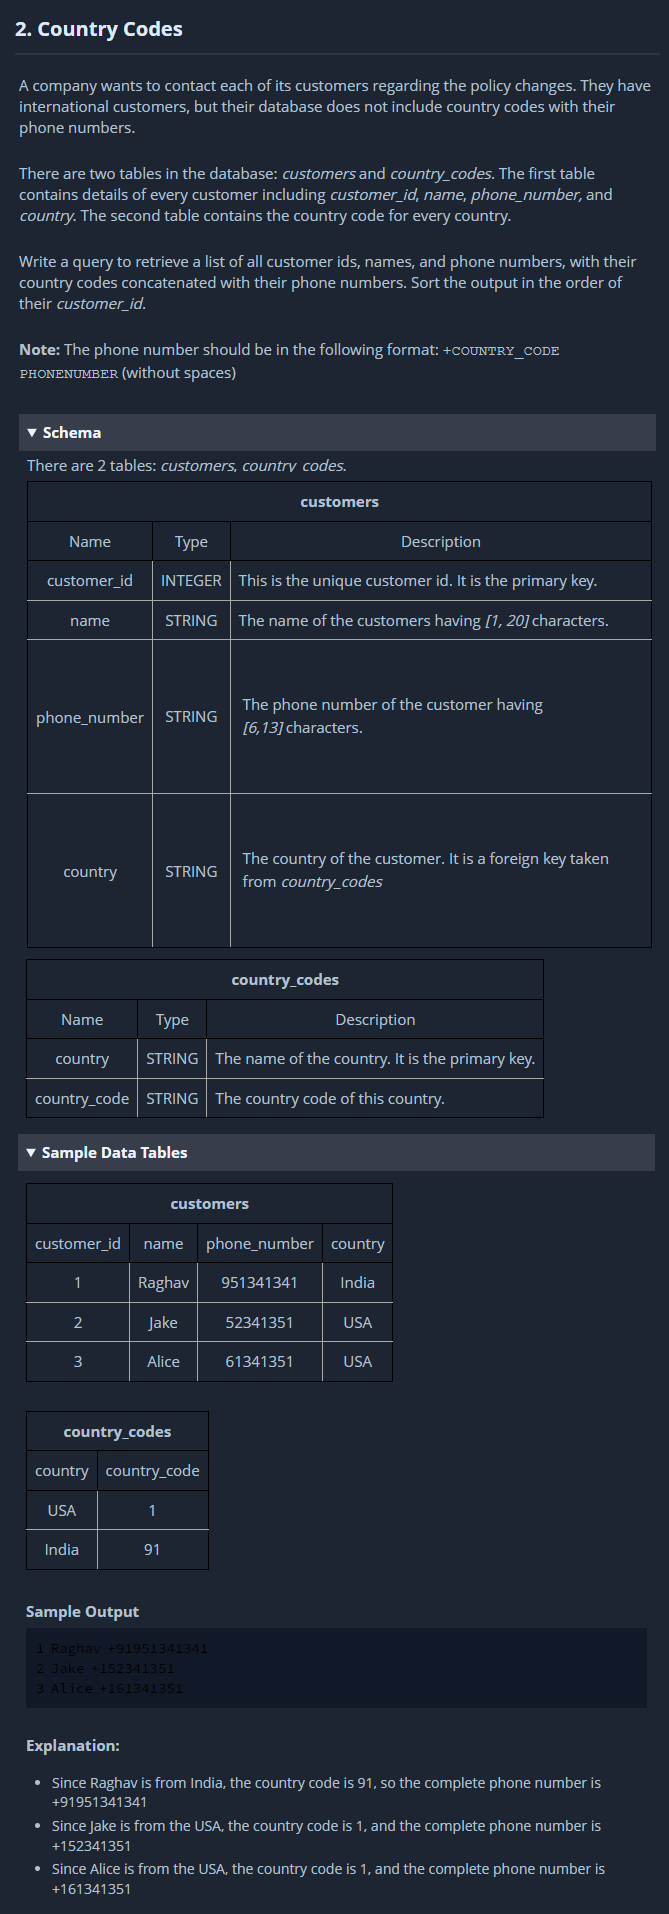 2. Country Codes
A company wants to contact each of its customers regarding the policy changes. They have
international customers, but their database does not include country codes with their
phone numbers.
There are two tables in the database: customers and country_codes. The first table
contains details of every customer including customer_id, name, phone_number, and
country. The second table contains the country code for every country.
Write a query to retrieve a list of all customer ids, names, and phone numbers, with their
country codes concatenated with their phone numbers. Sort the output in the order of
their customer_id.
Note: The phone number should be in the following format: +COUNTRY_CODE
PHONENUMBER (without spaces)
▼ Schema
There are 2 tables: customers, country_codes.
customers
Name Type Description
customer_id INTEGER This is the unique customer id. It is the primary key.
name STRING The name of the customers having [1, 20] characters.
phone_number STRING The phone number of the customer having
[6,13] characters.
country STRING The country of the customer. It is a foreign key taken
from country_codes
country_codes
Name Type Description
country STRING The name of the country. It is the primary key.
country_code STRING The country code of this country.
▼ Sample Data Tables
customers
customer_id name phone_number country
1 Raghav 951341341 India
2 Jake 52341351 USA
3 Alice 61341351 USA
country_codes
country country_code
USA 1
India 91
Sample Output
1 Raghav +91951341341
2 Jake +152341351
3 Alice +161341351
Explanation:
• Since Raghav is from India, the country code is 91, so the complete phone number is
+91951341341
• Since Jake is from the USA, the country code is 1, and the complete phone number is
+152341351
• Since Alice is from the USA, the country code is 1, and the complete phone number is
+161341351